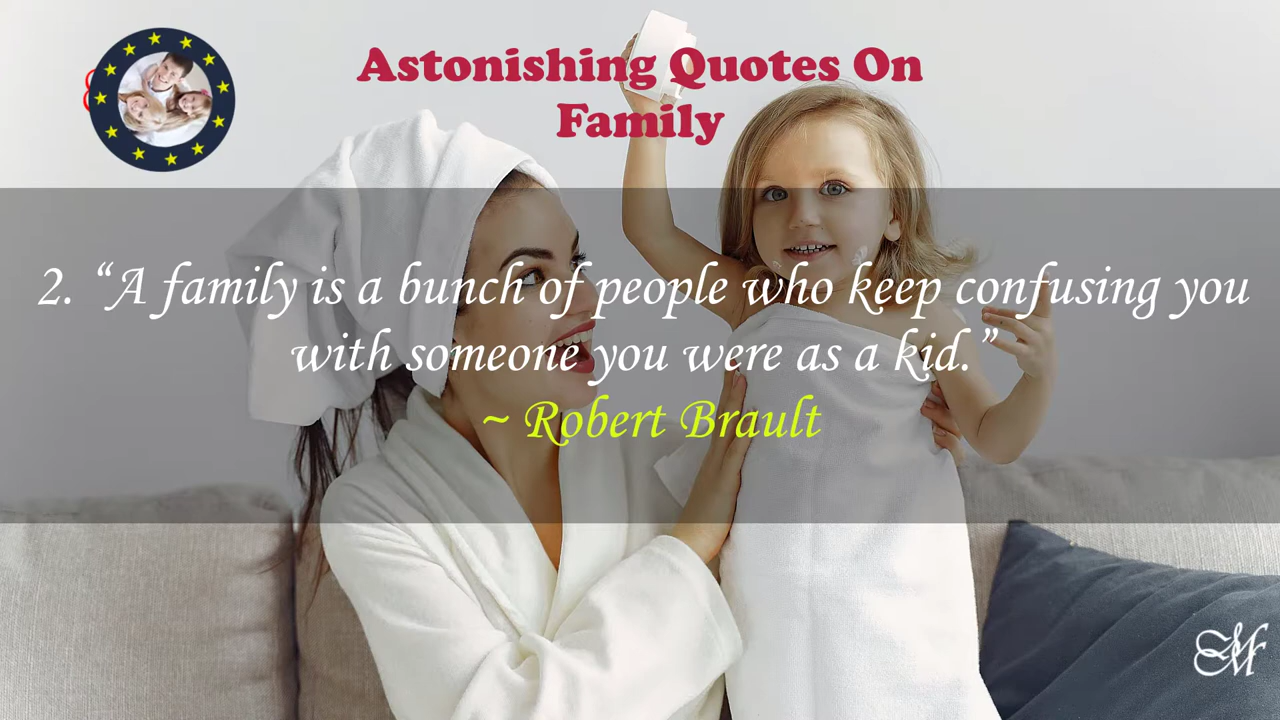 Astonishing Quotes On
Family
2. “A family is a bunch of people who keep confusing you
with someone you were as a kid.”
~ Robert Brault